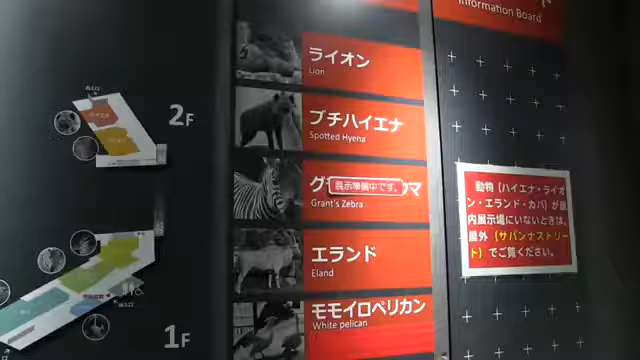 Information Board
ライオン
Lion
ブチハイエナ
Spotted Hyena
展示準備中です。
Grant's Zebra
エランド
Eland
モモイロペリカン
White pelican
2F
1F
動物(ハイエナ・ライオ
ン・エランド・カバ)が屋
内展示場にいないときは、
屋外(サバンナストリー
ト)でご覧ください。